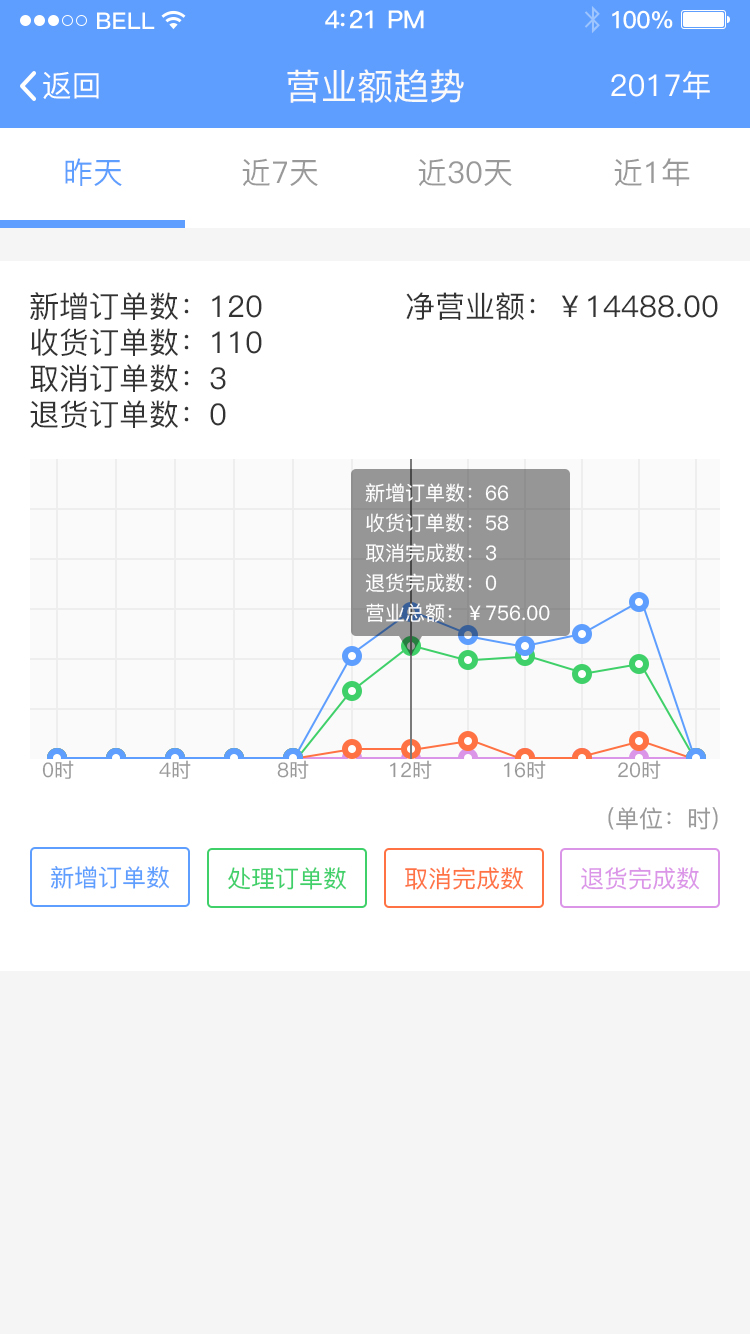 BELL 4:21 PM 100%
返回 营业额趋势 2017年
昨天 近7天 近30天 近1年
新增订单数：120 净营业额：￥14488.00
收货订单数：110
取消订单数：3
退货订单数：0
新增订单数：66
收货订单数：58
取消完成数：3
退货完成数：0
营业总额：￥756.00
0时 4时 8时 12时 16时 20时
(单位：时)
新增订单数 处理订单数 取消完成数 退货完成数